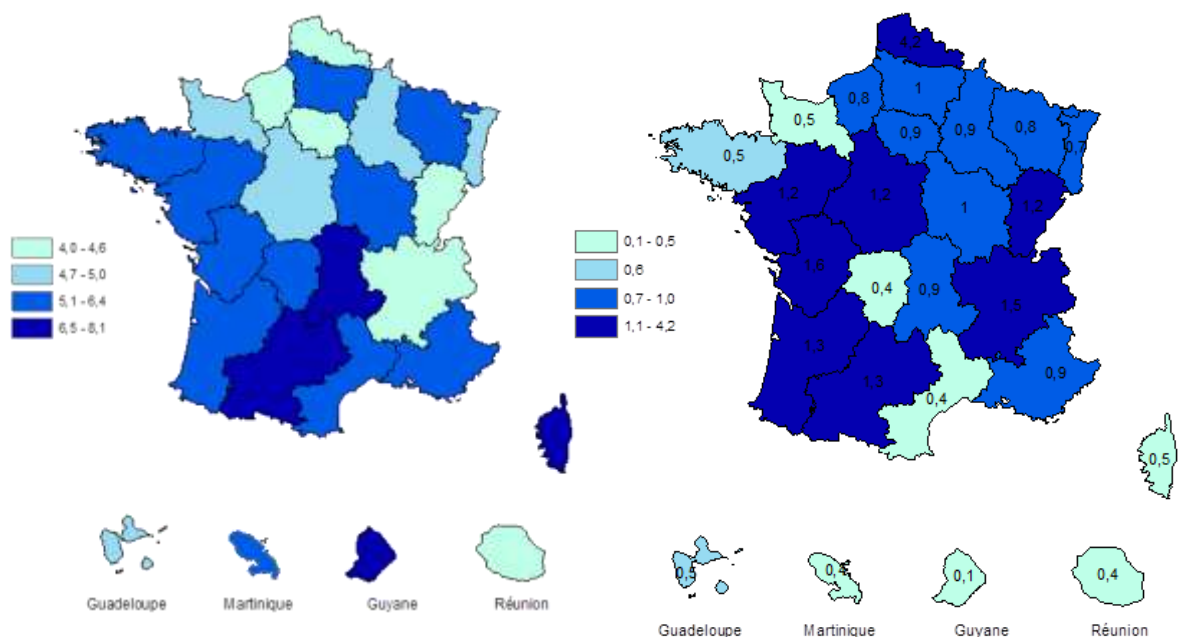 4,0 - 4,6
4,7 - 5,0
5,1 - 6,4
6,5 - 8,1
Guadeloupe
Martinique
Guyane
Réunion
4,2
0,8
1
0,5
0,9
0,9
0,8
0,7
0,5
1,2
1,2
1
1,2
0,1 - 0,5
0,6
0,7 - 1,0
1,1 - 4,2
1,6
0,4
0,9
1,5
1,3
1,3
0,4
0,9
0,5
0,5
0,4
0,1
0,4
Guadeloupe
Martinique
Guyane
Réunion